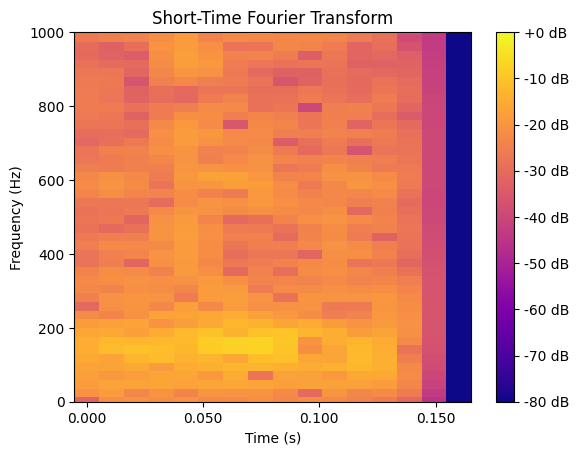 Short-Time Fourier Transform
1000
800
600
400
200
0
Frequency (Hz)
0.000
0.050
0.100
0.150
Time (s)
+0 dB
-10 dB
-20 dB
-30 dB
-40 dB
-50 dB
-60 dB
-70 dB
-80 dB